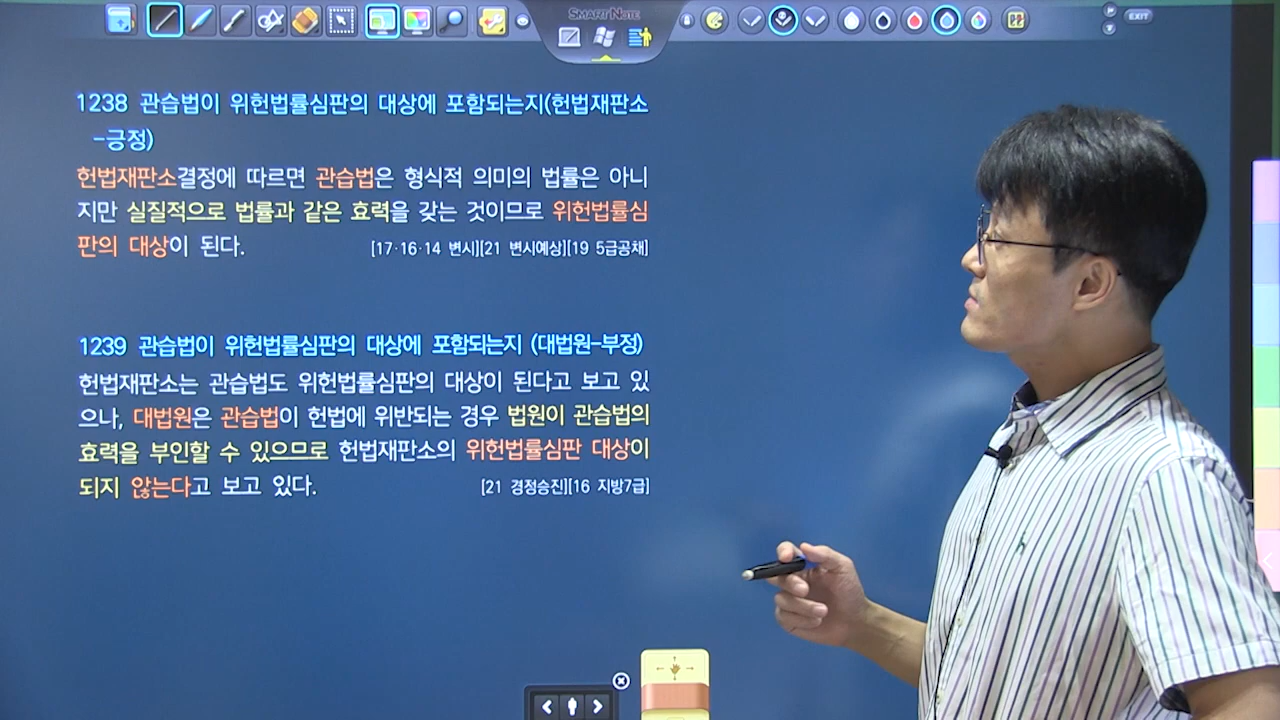 SMART NOTE
EXIT
1238 관습법이 위헌법률심판의 대상에 포함되는지(헌법재판소
-긍정)
헌법재판소결정에 따르면 관습법은 형식적 의미의 법률은 아니
지만 실질적으로 법률과 같은 효력을 갖는 것이므로 위헌법률심
판의 대상이 된다.
[17·16·14 변시][21 변시예상][19 5급공채]
1239 관습법이 위헌법률심판의 대상에 포함되는지 (대법원-부정)
헌법재판소는 관습법도 위헌법률심판의 대상이 된다고 보고 있
으나, 대법원은 관습법이 헌법에 위반되는 경우 법원이 관습법의
효력을 부인할 수 있으므로 헌법재판소의 위헌법률심판 대상이
되지 않는다고 보고 있다.
[21 경정승진][16 지방7급]